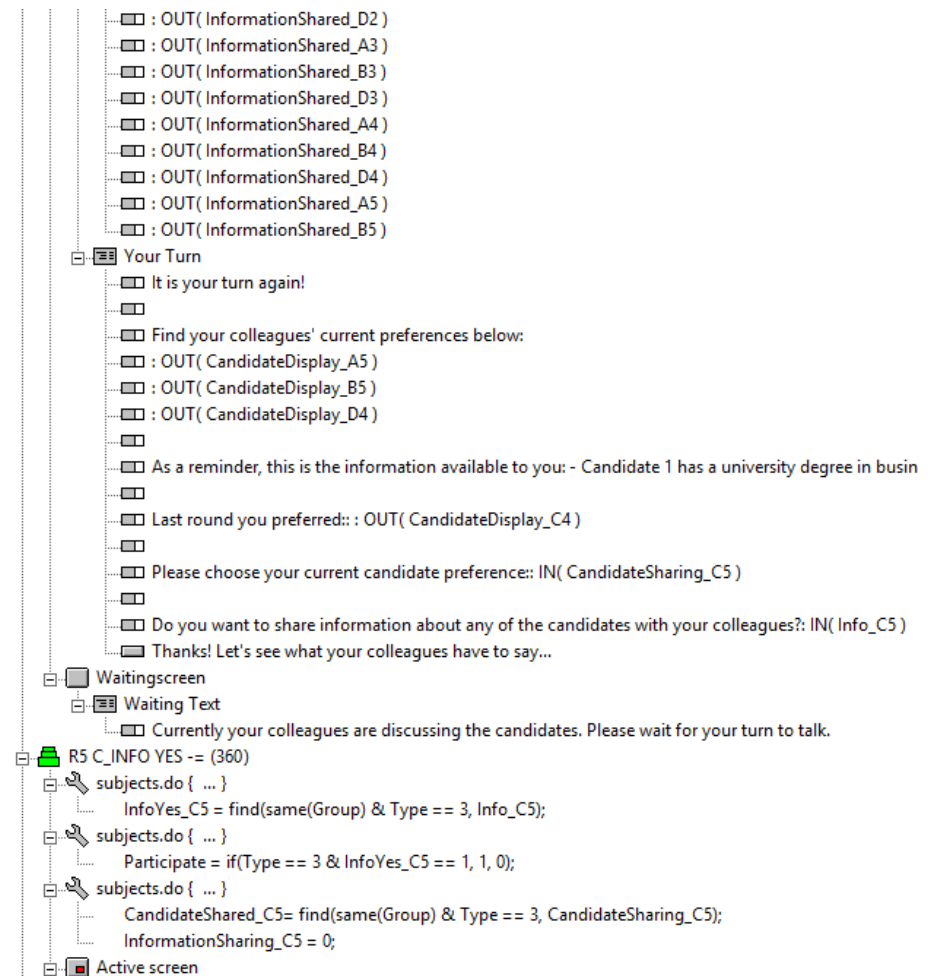 : OUT( InformationShared_D2 )
: OUT( InformationShared_A3 )
: OUT( InformationShared_B3 )
: OUT( InformationShared_D3 )
: OUT( InformationShared_A4 )
: OUT( InformationShared_B4 )
: OUT( InformationShared_D4 )
: OUT( InformationShared_A5 )
: OUT( InformationShared_B5 )
Your Turn
It is your turn again!
Find your colleagues' current preferences below:
: OUT( CandidateDisplay_A5 )
: OUT( CandidateDisplay_B5 )
: OUT( CandidateDisplay_D4 )
As a reminder, this is the information available to you: - Candidate 1 has a university degree in busin
Last round you preferred:: : OUT( CandidateDisplay_C4 )
Please choose your current candidate preference:: IN( CandidateSharing_C5 )
Do you want to share information about any of the candidates with your colleagues?: IN( Info_C5 )
Thanks! Let's see what your colleagues have to say...
Waitingscreen
Waiting Text
Currently your colleagues are discussing the candidates. Please wait for your turn to talk.
R5 C_INFO YES -= (360)
subjects.do { ... }
InfoYes_C5 = find(same(Group) & Type == 3, Info_C5);
subjects.do { ... }
Participate = if(Type == 3 & InfoYes_C5 == 1, 1, 0);
subjects.do { ... }
CandidateShared_C5= find(same(Group) & Type == 3, CandidateSharing_C5);
InformationSharing_C5 = 0;
Active screen